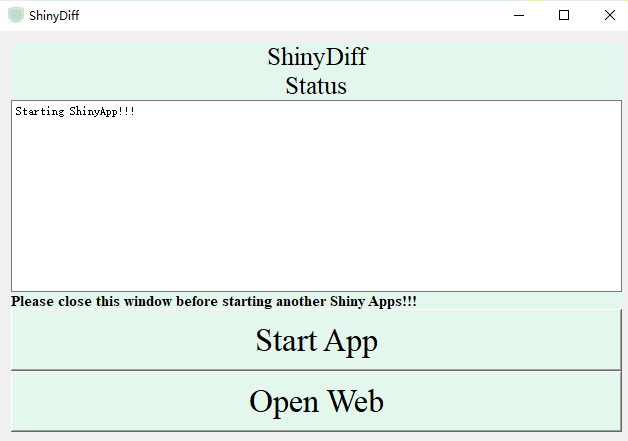 ShinyDiff
ShinyDiff
Status
Starting ShinyApp!!!
Please close this window before starting another Shiny Apps!!!
Start App
Open Web